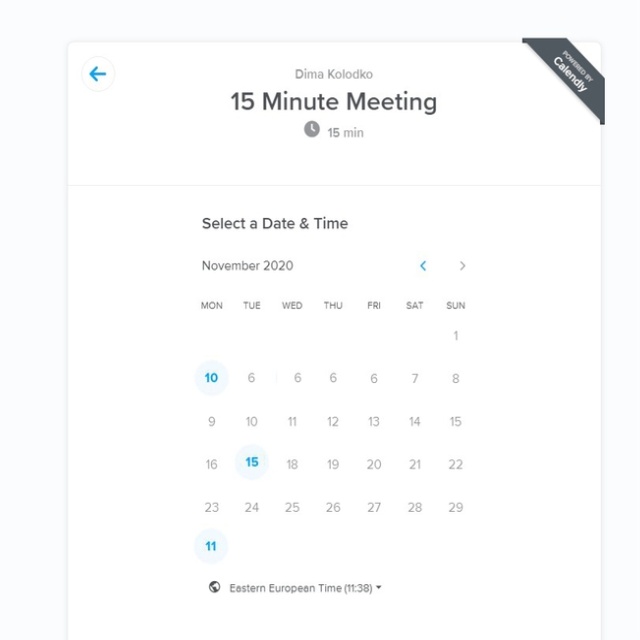 POWERED BY
Calendly
Dima Kolodko
15 Minute Meeting
15 min
Select a Date & Time
November 2020
MON TUE WED THU FRI SAT SUN
1
10 6 6 6 6 7 8
9 10 11 12 13 14 15
16 15 18 19 20 21 22
23 24 25 26 27 28 29
11
Eastern European Time (11:38)